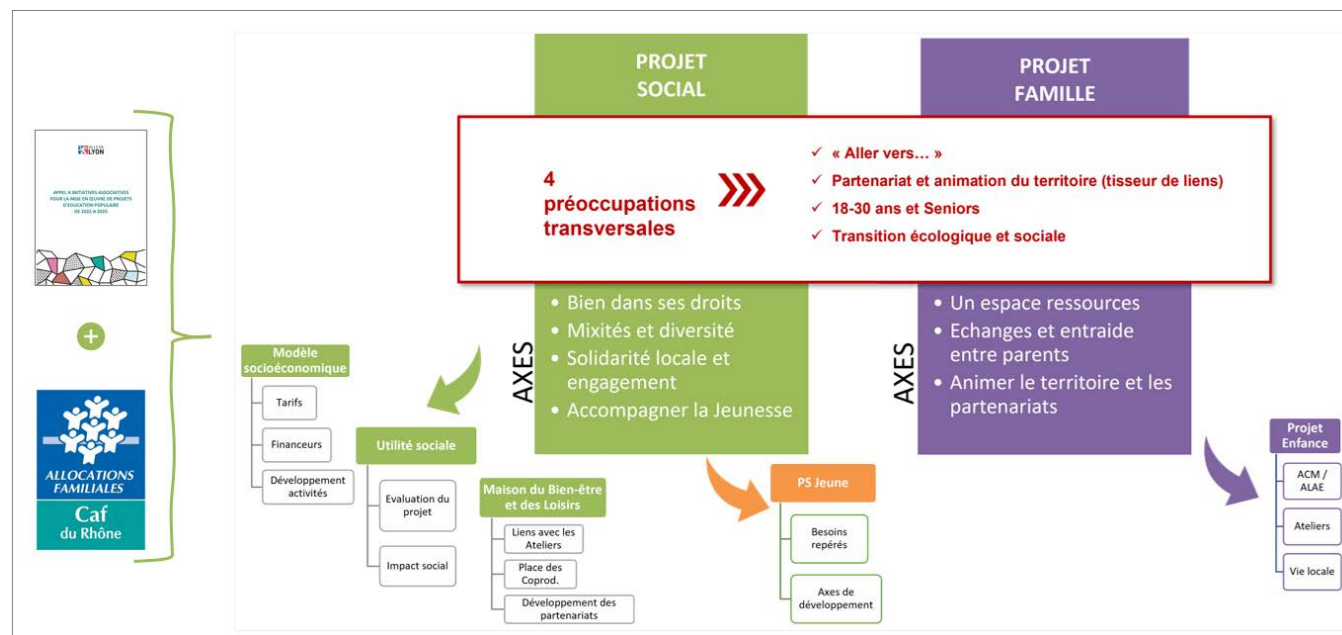 VILLE DE
LYON
APPEL A INITIATIVES ASSOCIATIVES
POUR LA MISE EN ŒUVRE DE PROJETS
D'EDUCATION POPULAIRE
DE 2022 A 2025
+
ALLOCATIONS
FAMILIALES
Caf
du Rhône
PROJET
SOCIAL
PROJET
FAMILLE
4
préoccupations
transversales
✓ « Aller vers… »
✓ Partenariat et animation du territoire (tisseur de liens)
✓ 18-30 ans et Seniors
✓ Transition écologique et sociale
AXES
• Bien dans ses droits
• Mixités et diversité
• Solidarité locale et
engagement
• Accompagner la Jeunesse
AXES
• Un espace ressources
• Echanges et entraide
entre parents
• Animer le territoire et les
partenariats
Modèle
socioéconomique
Tarifs
Financeurs
Développement
activités
Utilité sociale
Evaluation du
projet
Impact social
Maison du Bien-être
et des Loisirs
Liens avec les
Ateliers
Place des
Coprod.
Développement des
partenariats
PS Jeune
Besoins
repérés
Axes de
développement
Projet
Enfance
ACM /
ALAE
Ateliers
Vie locale